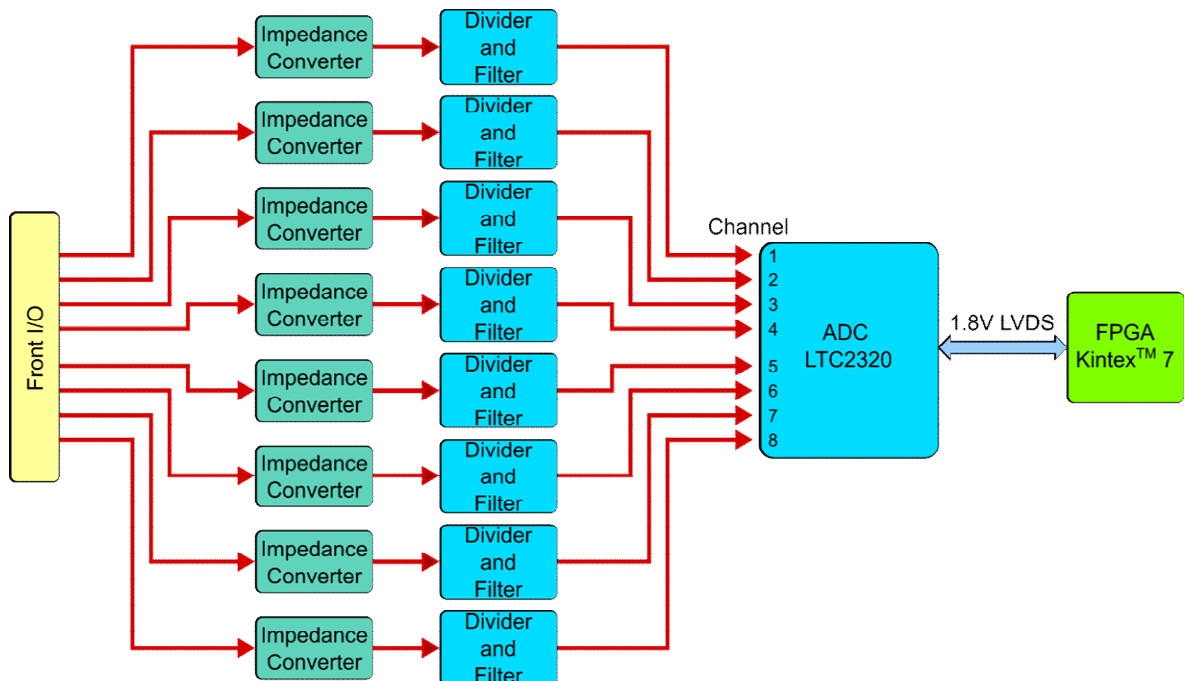 Front I/O
Impedance
Converter
Divider
and
Filter
Impedance
Converter
Divider
and
Filter
Impedance
Converter
Divider
and
Filter
Impedance
Converter
Divider
and
Filter
Impedance
Converter
Divider
and
Filter
Impedance
Converter
Divider
and
Filter
Impedance
Converter
Divider
and
Filter
Impedance
Converter
Divider
and
Filter
Channel
1
2
3
4
5
6
7
8
ADC
LTC2320
1.8V LVDS
FPGA
Kintex™ 7